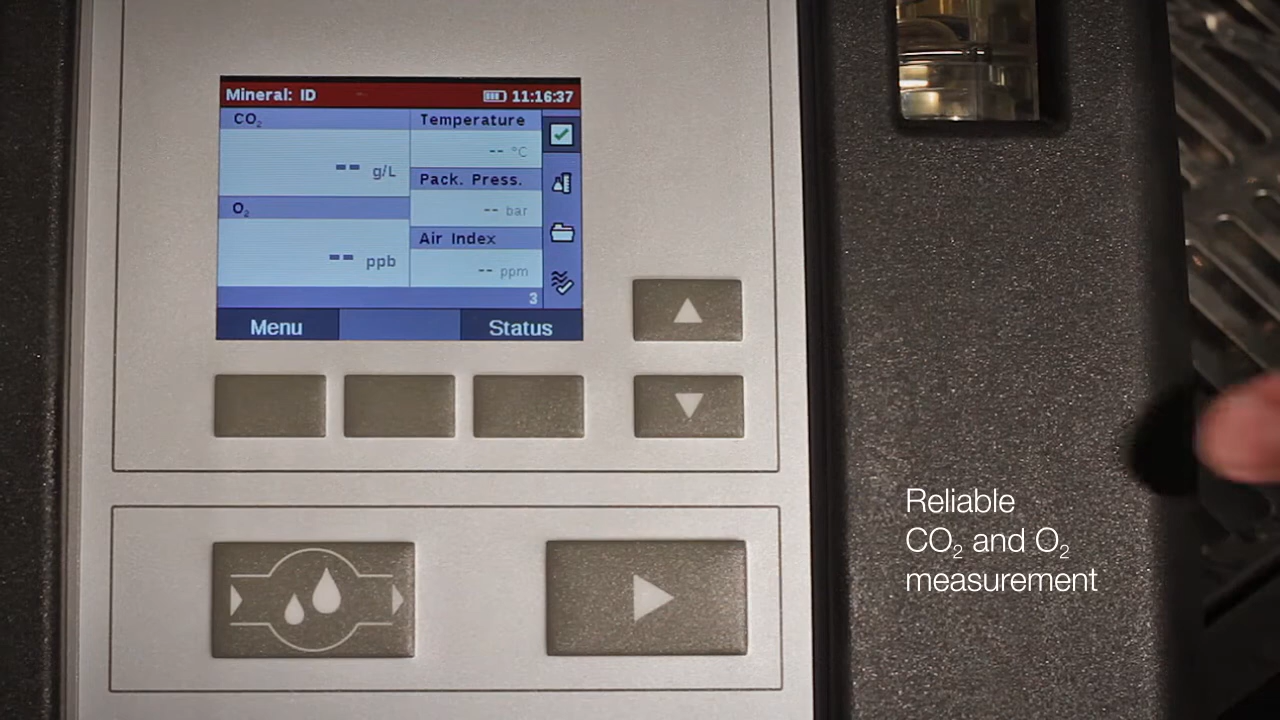 Mineral: ID 11:16:37
CO₂
-- g/L
O₂
-- ppb
Temperature
-- °C
Pack. Press.
-- bar
Air Index
-- ppm
3
Menu Status
Reliable
CO₂ and O₂
measurement